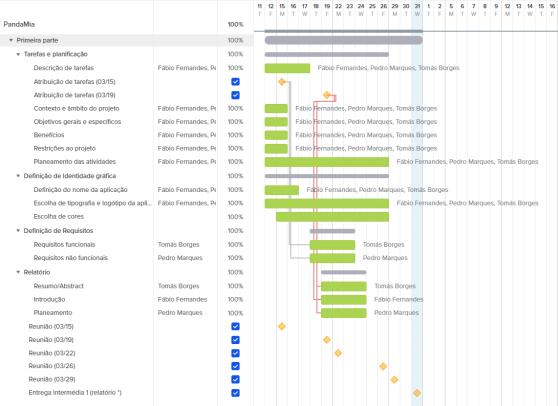 11 12 15 16 17 18 19 22 23 24 25 26 29 30 31 1 2 5 6 7 8 9 12 13 14 15 16
T F M T W T F M T W T F M T W T F M T W T F M T W T F
PandaMia 100%
Primeira parte 100%
Tarefas e planificação 100%
Descrição de tarefas Fábio Fernandes, Pe 100% Fábio Fernandes, Pedro Marques, Tomás Borges
Atribuição de tarefas (03/15)
Atribuição de tarefas (03/19) 100%
Contexto e âmbito do projeto Fábio Fernandes, Pe 100% Fábio Fernandes, Pedro Marques, Tomás Borges
Objetivos gerais e específicos Fábio Fernandes, Pe 100% Fábio Fernandes, Pedro Marques, Tomás Borges
Benefícios Fábio Fernandes, Pe 100% Fábio Fernandes, Pedro Marques, Tomás Borges
Restrições ao projeto Fábio Fernandes, Pe 100% Fábio Fernandes, Pedro Marques, Tomás Borges
Planeamento das atividades Fábio Fernandes, Pe 100% Fábio Fernandes, Pedro Marques, Tomás Borges
Definição de Identidade gráfica 100%
Definição do nome da aplicação Fábio Fernandes, Pe 100% Fábio Fernandes, Pedro Marques, Tomás Borges
Escolha de tipografia e logótipo da apli... Fábio Fernandes, Pe 100% Fábio Fernandes, Pedro Marques, Tomás Borges
Escolha de cores 100%
Definição de Requisitos 100%
Requisitos funcionais Tomás Borges 100% Tomás Borges
Requisitos não funcionais Pedro Marques 100% Pedro Marques
Relatório 100%
Resumo/Abstract Tomás Borges 100% Tomás Borges
Introdução Fábio Fernandes 100% Fábio Fernandes
Planeamento Pedro Marques 100% Pedro Marques
Reunião (03/15)
Reunião (03/19)
Reunião (03/22)
Reunião (03/26)
Reunião (03/29)
Entrega Intermédia 1 (relatório *)